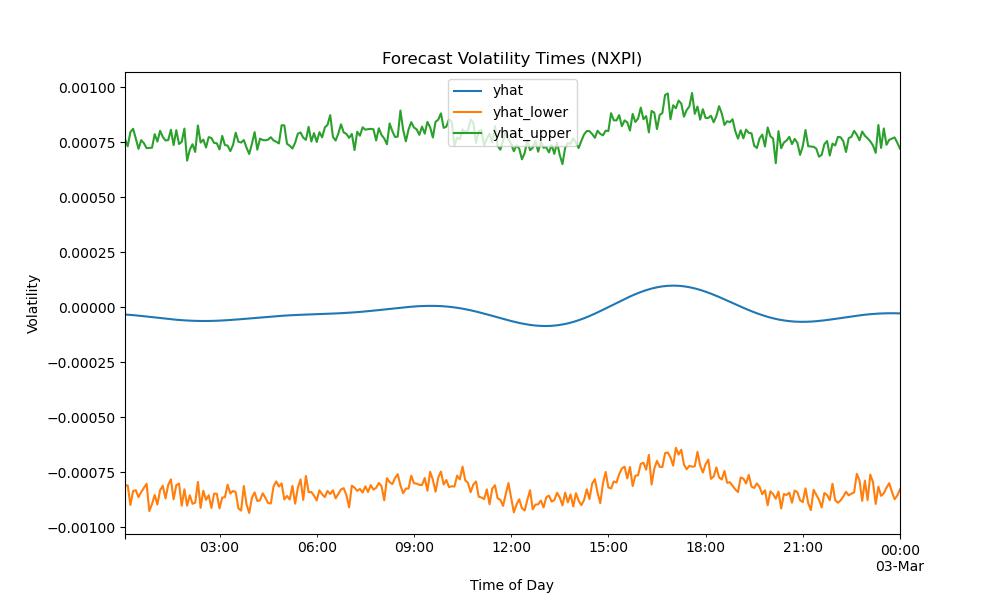 Forecast Volatility Times (NXPI)
yhat
yhat_lower
yhat_upper
0.00100
0.00075
0.00050
0.00025
0.00000
−0.00025
−0.00050
−0.00075
−0.00100
Volatility
03:00
06:00
09:00
12:00
15:00
18:00
21:00
00:00
03-Mar
Time of Day